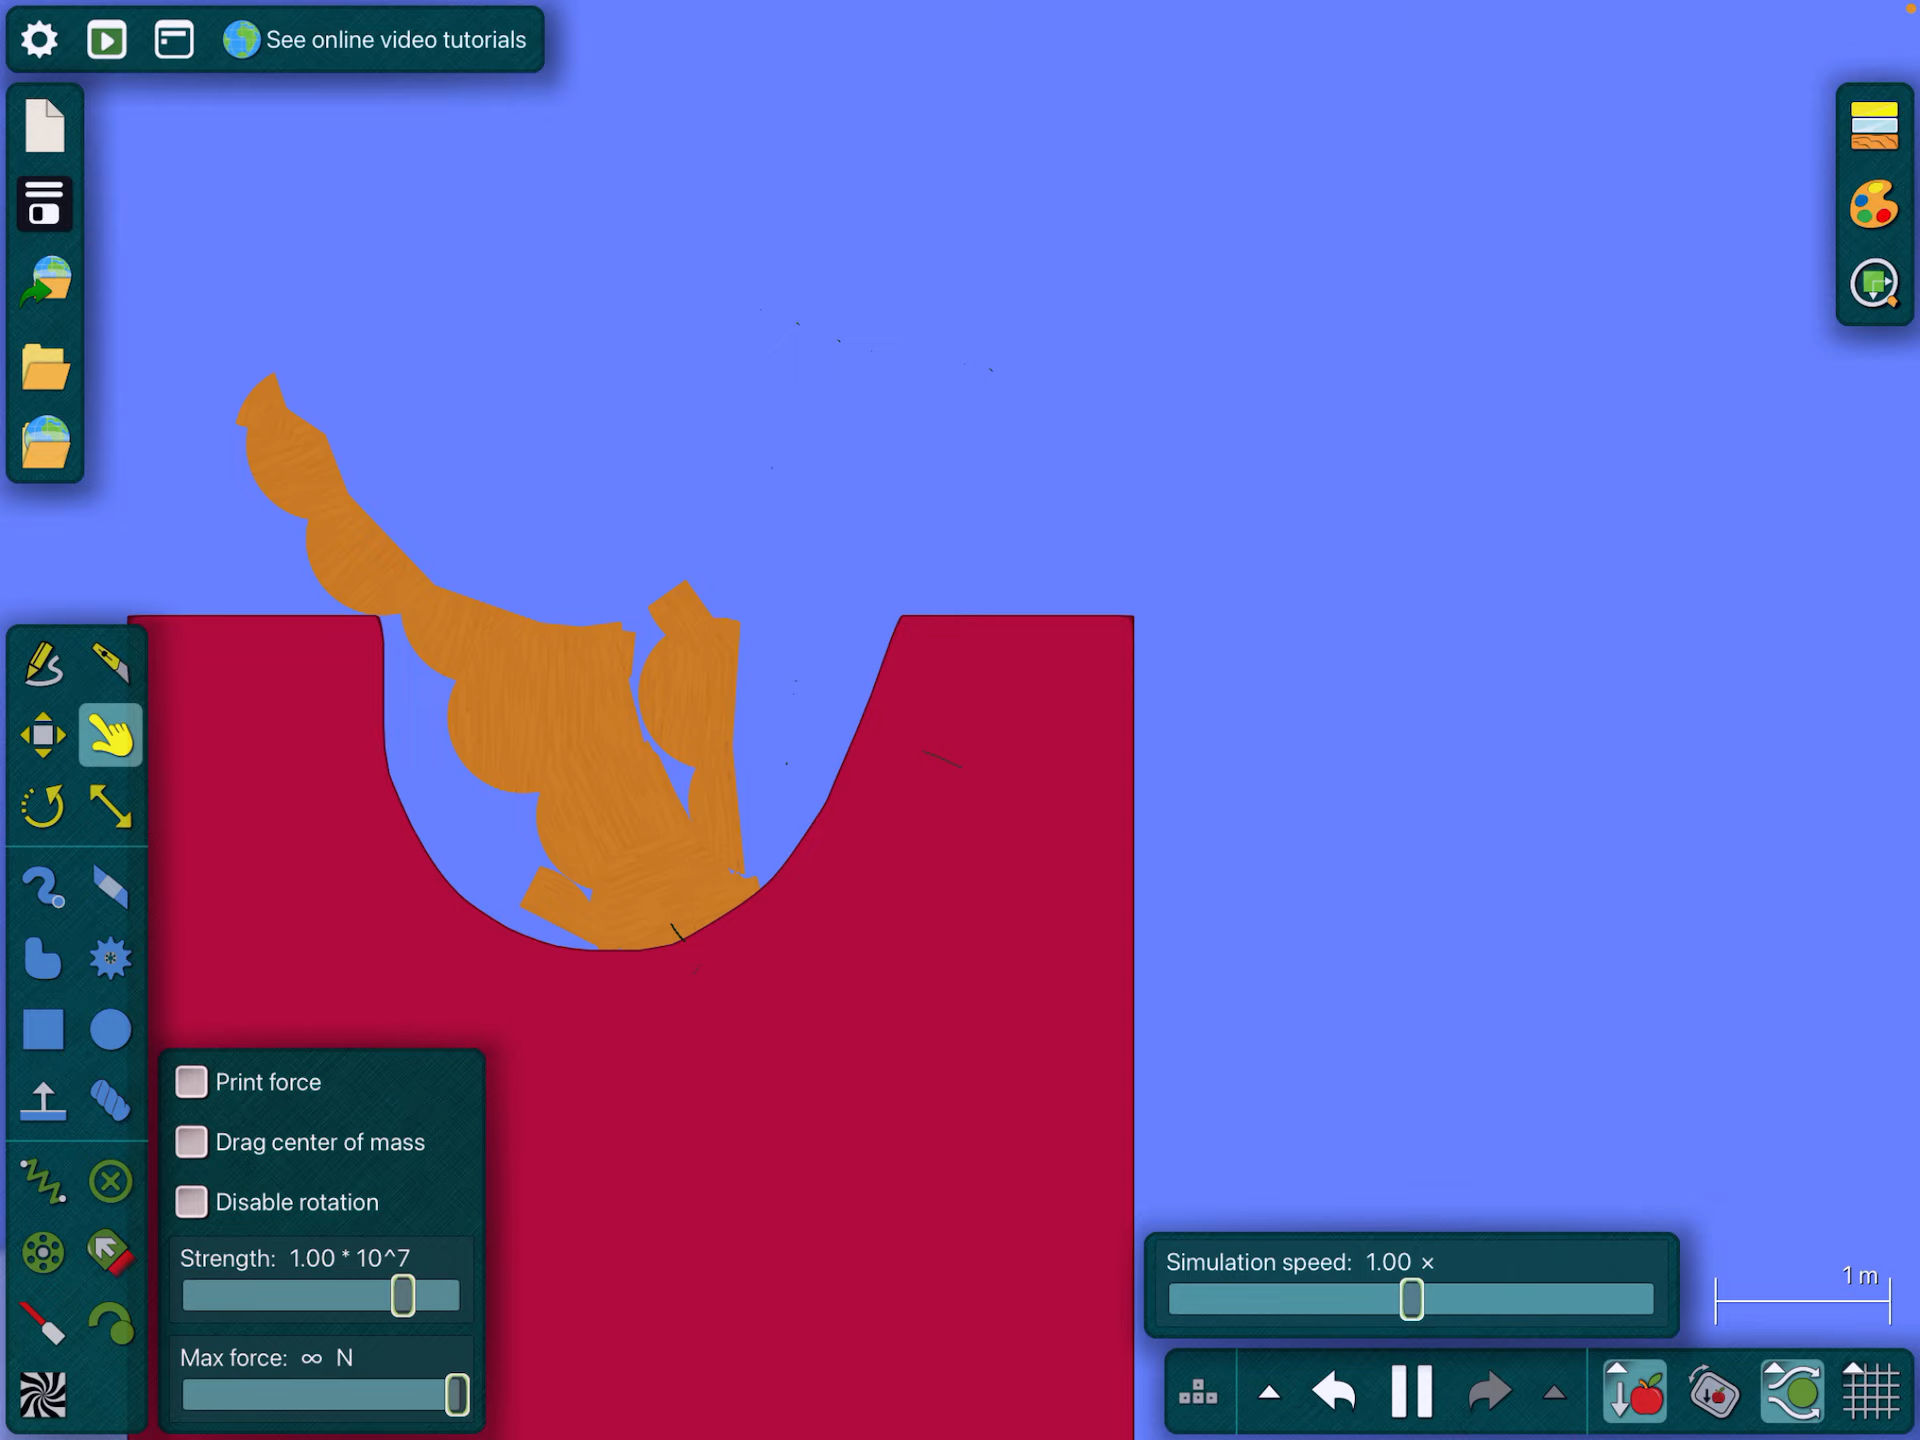 See online video tutorials
Print force
Drag center of mass
Disable rotation
Strength: 1.00 * 10^7
Max force: ∞ N
Simulation speed: 1.00 ×
1 m